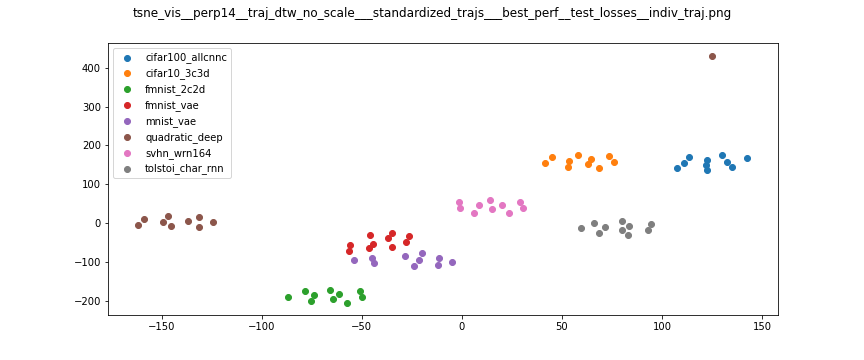 tsne_vis__perp14__traj_dtw_no_scale___standardized_trajs___best_perf__test_losses__indiv_traj.png
cifar100_allcnnc
cifar10_3c3d
fmnist_2c2d
fmnist_vae
mnist_vae
quadratic_deep
svhn_wrn164
tolstoi_char_rnn
400
300
200
100
0
−100
−200
−150
−100
−50
0
50
100
150